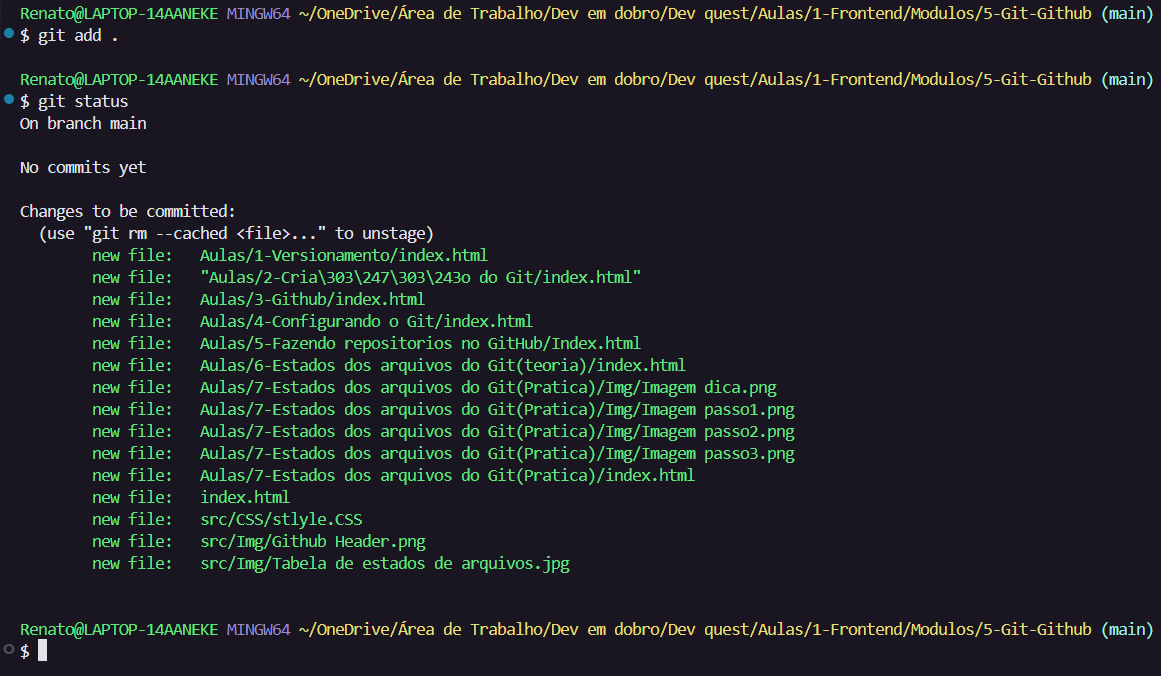 Renato@LAPTOP-14AANEKE MINGW64 ~/OneDrive/Área de Trabalho/Dev em dobro/Dev quest/Aulas/1-Frontend/Modulos/5-Git-Github (main)
$ git add .
Renato@LAPTOP-14AANEKE MINGW64 ~/OneDrive/Área de Trabalho/Dev em dobro/Dev quest/Aulas/1-Frontend/Modulos/5-Git-Github (main)
$ git status
On branch main
No commits yet
Changes to be committed:
(use "git rm --cached <file>..." to unstage)
new file:   Aulas/1-Versionamento/index.html
new file:   "Aulas/2-Cria\303\247\303\243o do Git/index.html"
new file:   Aulas/3-Github/index.html
new file:   Aulas/4-Configurando o Git/index.html
new file:   Aulas/5-Fazendo repositorios no GitHub/Index.html
new file:   Aulas/6-Estados dos arquivos do Git(teoria)/index.html
new file:   Aulas/7-Estados dos arquivos do Git(Pratica)/Img/Imagem dica.png
new file:   Aulas/7-Estados dos arquivos do Git(Pratica)/Img/Imagem passo1.png
new file:   Aulas/7-Estados dos arquivos do Git(Pratica)/Img/Imagem passo2.png
new file:   Aulas/7-Estados dos arquivos do Git(Pratica)/Img/Imagem passo3.png
new file:   Aulas/7-Estados dos arquivos do Git(Pratica)/index.html
new file:   index.html
new file:   src/CSS/stlyle.CSS
new file:   src/Img/Github Header.png
new file:   src/Img/Tabela de estados de arquivos.jpg
Renato@LAPTOP-14AANEKE MINGW64 ~/OneDrive/Área de Trabalho/Dev em dobro/Dev quest/Aulas/1-Frontend/Modulos/5-Git-Github (main)
$